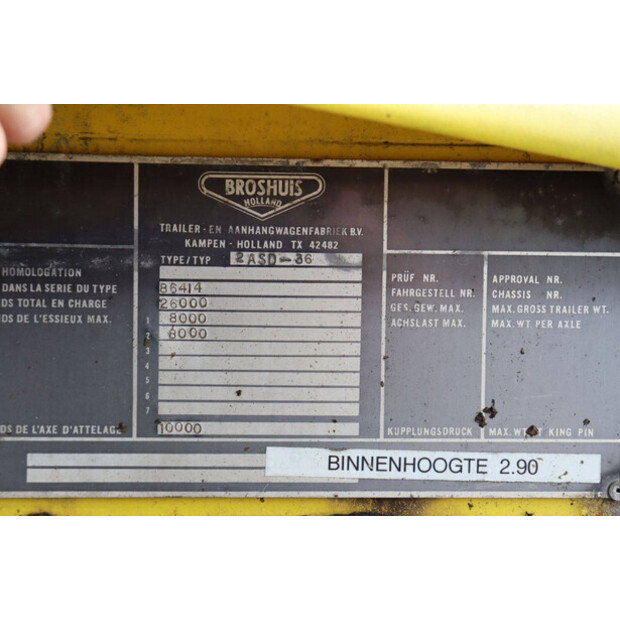 BROSHUIS
HOLLAND
TRAILER - EN AANHANGWAGENFABRIEK B.V.
KAMPEN - HOLLAND TX 42482
TYPE / TYP 2ASD-36
HOMOLOGATION PRÜF NR. APPROVAL NR.
DANS LA SERIE DU TYPE 86414 FAHRGESTELL NR. CHASSIS NR.
DS TOTAL EN CHARGE 26000 GES. GEW. MAX. MAX. GROSS TRAILER WT.
DS DE L'ESSIEUX MAX. 1 8000 ACHSLAST MAX. MAX. WT. PER AXLE
2 8000
3
4
5
6
7
DS DE L'AXE D'ATTELAGE 10000 KUPPLUNGSDRUCK MAX. WT. AT KING PIN
BINNENHOOGTE 2.90